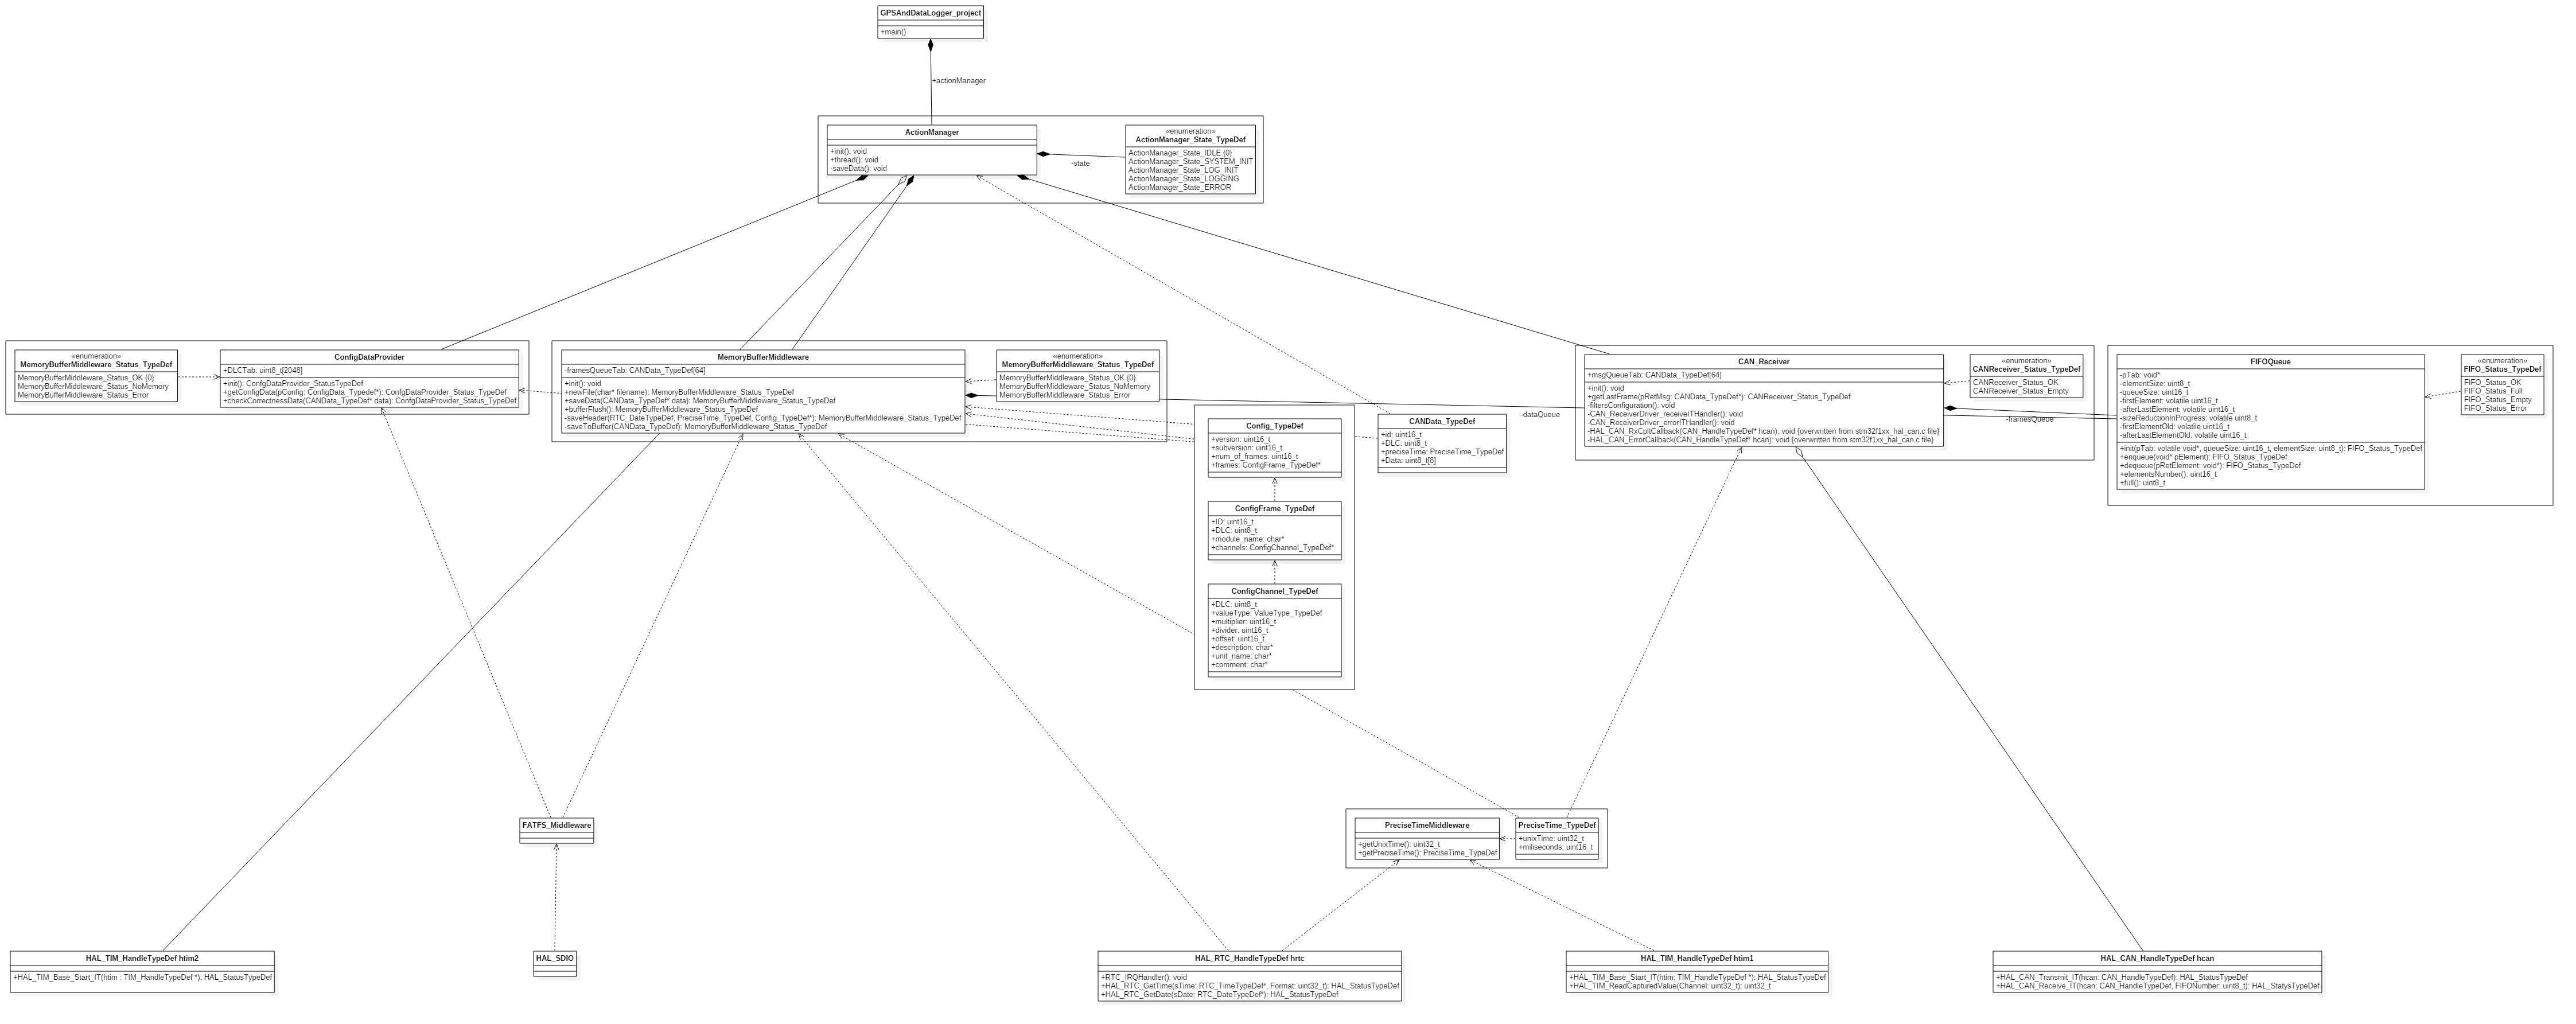 GPSAndDataLogger_project
+main()
+actionManager
ActionManager
+init(): void
+thread(): void
-saveData(): void
-state
«enumeration»
ActionManager_State_TypeDef
ActionManager_State_IDLE {0}
ActionManager_State_SYSTEM_INIT
ActionManager_State_LOG_INIT
ActionManager_State_LOGGING
ActionManager_State_ERROR
«enumeration»
MemoryBufferMiddleware_Status_TypeDef
MemoryBufferMiddleware_Status_OK {0}
MemoryBufferMiddleware_Status_NoMemory
MemoryBufferMiddleware_Status_Error
ConfigDataProvider
+DLCTab: uint8_t[2048]
+init(): ConfgDataProvider_StatusTypeDef
+getConfigData(pConfig: ConfigData_Typedef*): ConfgDataProvider_Status_TypeDef
+checkCorrectnessData(CANData_TypeDef* data): ConfgDataProvider_Status_TypeDef
MemoryBufferMiddleware
-framesQueueTab: CANData_TypeDef[64]
+init(): void
+newFile(char* filename): MemoryBufferMiddleware_Status_TypeDef
+saveData(CANData_TypeDef* data): MemoryBufferMiddleware_Status_TypeDef
+bufferFlush(): MemoryBufferMiddleware_Status_TypeDef
-saveHeader(RTC_DateTypeDef, PreciseTime_TypeDef, Config_TypeDef*): MemoryBufferMiddleware_Status_TypeDef
-saveToBuffer(CANData_TypeDef): MemoryBufferMiddleware_Status_TypeDef
«enumeration»
MemoryBufferMiddleware_Status_TypeDef
MemoryBufferMiddleware_Status_OK {0}
MemoryBufferMiddleware_Status_NoMemory
MemoryBufferMiddleware_Status_Error
Config_TypeDef
+version: uint16_t
+subversion: uint16_t
+num_of_frames: uint16_t
+frames: ConfigFrame_TypeDef*
ConfigFrame_TypeDef
+ID: uint16_t
+DLC: uint8_t
+module_name: char*
+channels: ConfigChannel_TypeDef*
ConfigChannel_TypeDef
+DLC: uint8_t
+valueType: ValueType_TypeDef
+multiplier: uint16_t
+divider: uint16_t
+offset: uint16_t
+description: char*
+unit_name: char*
+comment: char*
CANData_TypeDef
+id: uint16_t
+DLC: uint8_t
+preciseTime: PreciseTime_TypeDef
+Data: uint8_t[8]
-dataQueue
CAN_Receiver
+msgQueueTab: CANData_TypeDef[64]
+init(): void
+getLastFrame(pRetMsg: CANData_TypeDef*): CANReceiver_Status_TypeDef
-filtersConfiguration(): void
-CAN_ReceiverDriver_receiveITHandler(): void
-CAN_ReceiverDriver_errorITHandler(): void
-HAL_CAN_RxCpltCallback(CAN_HandleTypeDef* hcan): void {overwritten from stm32f1xx_hal_can.c file}
-HAL_CAN_ErrorCallback(CAN_HandleTypeDef* hcan): void {overwritten from stm32f1xx_hal_can.c file}
«enumeration»
CANReceiver_Status_TypeDef
CANReceiver_Status_OK
CANReceiver_Status_Empty
-framesQueue
FIFOQueue
-pTab: void*
-elementSize: uint8_t
-queueSize: uint16_t
-firstElement: volatile uint16_t
-afterLastElement: volatile uint16_t
-sizeReductionInProgress: volatile uint8_t
-firstElementOld: volatile uint16_t
-afterLastElementOld: volatile uint16_t
+init(pTab: volatile void*, queueSize: uint16_t, elementSize: uint8_t): FIFO_Status_TypeDef
+enqueue(void* pElement): FIFO_Status_TypeDef
+dequeue(pRetElement: void*): FIFO_Status_TypeDef
+elementsNumber(): uint16_t
+full(): uint8_t
«enumeration»
FIFO_Status_TypeDef
FIFO_Status_OK
FIFO_Status_Full
FIFO_Status_Empty
FIFO_Status_Error
FATFS_Middleware
PreciseTimeMiddleware
+getUnixTime(): uint32_t
+getPreciseTime(): PreciseTime_TypeDef
PreciseTime_TypeDef
+unixTime: uint32_t
+miliseconds: uint16_t
HAL_TIM_HandleTypeDef htim2
+HAL_TIM_Base_Start_IT(htim : TIM_HandleTypeDef *): HAL_StatusTypeDef
HAL_SDIO
HAL_RTC_HandleTypeDef hrtc
+RTC_IRQHandler(): void
+HAL_RTC_GetTime(sTime: RTC_TimeTypeDef*, Format: uint32_t): HAL_StatusTypeDef
+HAL_RTC_GetDate(sDate: RTC_DateTypeDef*): HAL_StatusTypeDef
HAL_TIM_HandleTypeDef htim1
+HAL_TIM_Base_Start_IT(htim: TIM_HandleTypeDef *): HAL_StatusTypeDef
+HAL_TIM_ReadCapturedValue(Channel: uint32_t): uint32_t
HAL_CAN_HandleTypeDef hcan
+HAL_CAN_Transmit_IT(hcan: CAN_HandleTypeDef): HAL_StatusTypeDef
+HAL_CAN_Receive_IT(hcan: CAN_HandleTypeDef, FIFONumber: uint8_t): HAL_StatysTypeDef